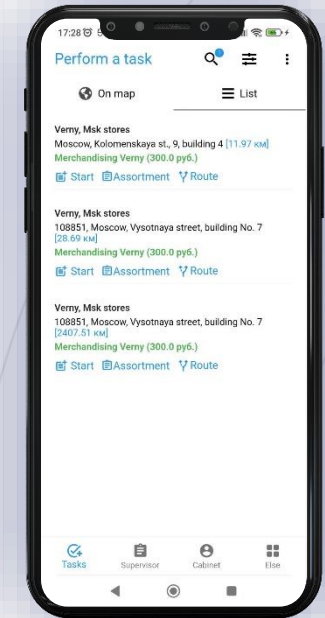 17:28
Perform a task
On map
List
Verny, Msk stores
Moscow, Kolomenskaya st., 9, building 4 [11.97 км]
Merchandising Verny (300.0 руб.)
Start Assortment Route
Verny, Msk stores
108851, Moscow, Vysotnaya street, building No. 7
[28.69 км]
Merchandising Verny (300.0 руб.)
Start Assortment Route
Verny, Msk stores
108851, Moscow, Vysotnaya street, building No. 7
[2407.51 км]
Merchandising Verny (300.0 руб.)
Start Assortment Route
Tasks Supervisor Cabinet Else